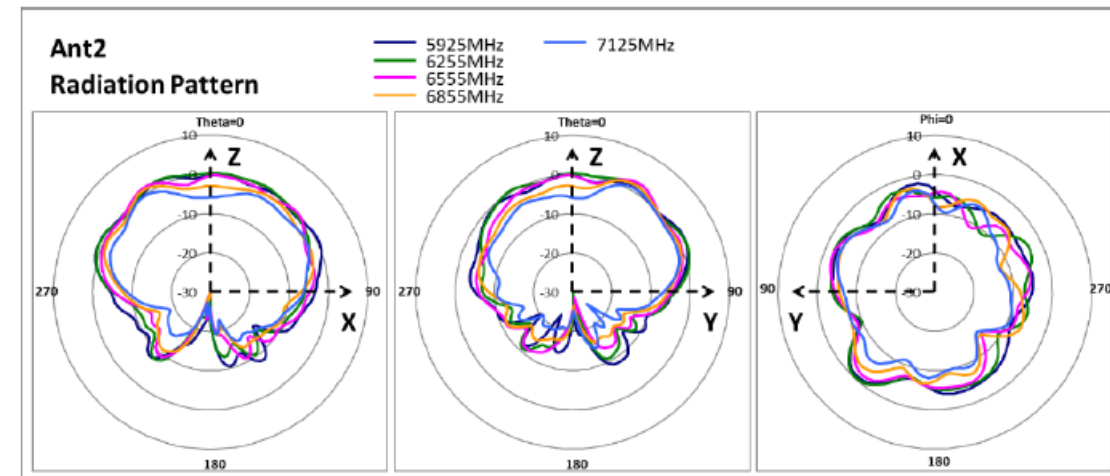 Ant2
Radiation Pattern
5925MHz
6255MHz
6555MHz
6855MHz
7125MHz
Theta=0
10
Z
0
-10
-20
-30
270
90
X
180
Theta=0
10
Z
0
-10
-20
-30
270
90
Y
180
Phi=0
10
X
0
-10
-20
-30
90
270
Y
180